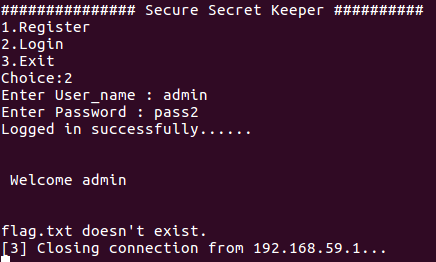 ############### Secure Secret Keeper ##########
1.Register
2.Login
3.Exit
Choice:2
Enter User_name : admin
Enter Password : pass2
Logged in successfully......
Welcome admin
flag.txt doesn't exist.
[3] Closing connection from 192.168.59.1...